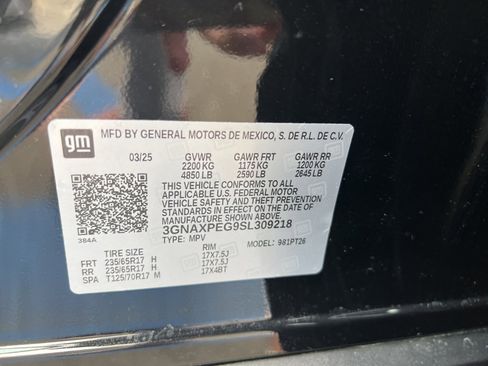 gm
MFD BY GENERAL MOTORS DE MEXICO, S. DE R.L. DE C.V.
03/25 GVWR GAWR FRT GAWR RR
2200 KG 1175 KG 1200 KG
4850 LB 2590 LB 2645 LB
THIS VEHICLE CONFORMS TO ALL
APPLICABLE U.S. FEDERAL MOTOR
VEHICLE SAFETY AND THEFT
PREVENTION STANDARDS IN
EFFECT ON THE DATE OF
MANUFACTURE SHOWN ABOVE.
3GNAXPEG9SL309218
384A TYPE: MPV MODEL: 981PT26
TIRE SIZE RIM
FRT 235/65R17 H 17X7.5J
RR 235/65R17 H 17X7.5J
SPA T125/70R17 M 17X4BT